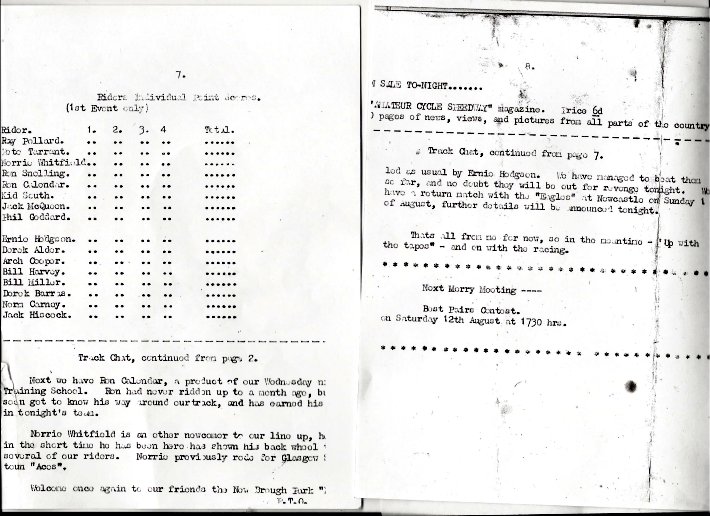 7.
Riders Individual Point Scores.
(1st Event only)
Rider. 1. 2. 3. 4 Total.
Ray Pollard. .. .. .. .. ......
Pete Tarrant. .. .. .. .. ......
Norrie Whitfield. .. .. .. .. ......
Ron Snelling. .. .. .. .. ......
Ron Calendar. .. .. .. .. ......
Kid South. .. .. .. .. ......
Jack McQueen. .. .. .. .. ......
Phil Goddard. .. .. .. .. ......
Ernie Hodgson. .. .. .. .. ......
Derek Alder. .. .. .. .. ......
Arch Cooper. .. .. .. .. ......
Bill Harvey. .. .. .. .. ......
Bill Miller. .. .. .. .. ......
Derek Barras. .. .. .. .. ......
Norm Carney. .. .. .. .. ......
Jack Hiscock. .. .. .. .. ......
Track Chat, continued from page 2.
Next we have Ron Calendar, a product of our Wednesday
Training School. Ron had never ridden up to a month ago,
soon got to know his way around ourtrack, and has earned his
in tonight's team.
Norrie Whitfield is an other newcomer to our line up,
in the short time he has been here has shown his back wheel
several of our riders. Norrie previously rode for Glasgow
town "Aces".
Welcome once again to our friends the New Brough Park "
P.T.O.
8.
SALE TO-NIGHT.......
"AMATEUR CYCLE SPEEDWAY" magazine. Price 6d
pages of news, views, and pictures from all parts of the country
Track Chat, continued from page 7.
led as usual by Ernie Hodgson. We have managed to beat them
so far, and no doubt they will be out for revenge tonight. We
have a return match with the "Eagles" at Newcastle on Sunday
of August, further details will be announced tonight.
Thats all from me for now, so in the meantime - "Up with
the tapes" - and on with the racing.
* * * * * * * * * * * * * * * * * * * * * * * * * * * * * *
Next Merry Meeting ----
Best Pairs Contest.
on Saturday 12th August at 1730 hrs.
* * * * * * * * * * * * * * * * * * * * * * * * * * * * * *